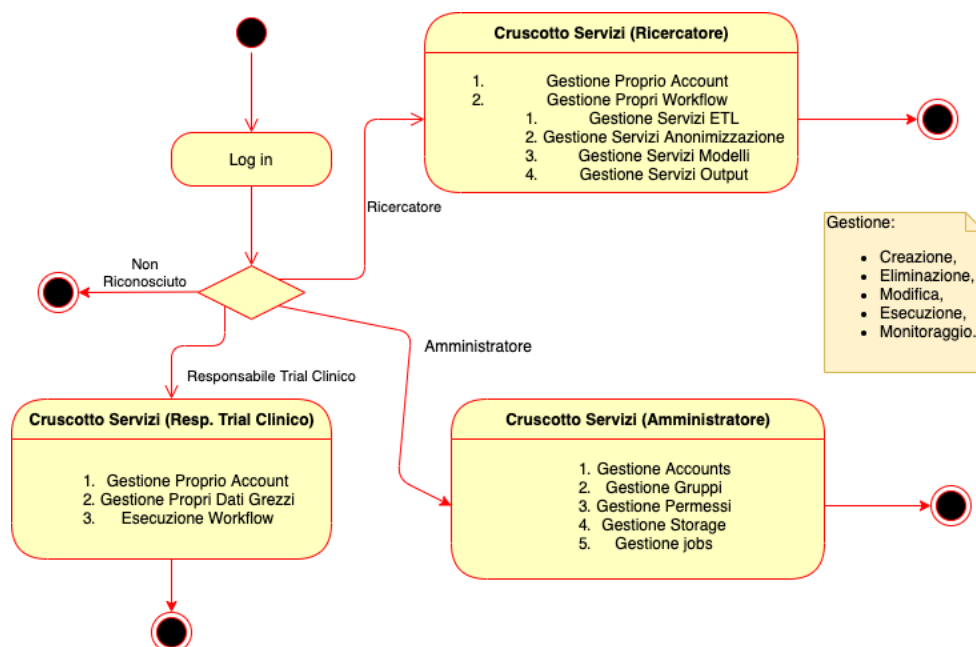 Cruscotto Servizi (Ricercatore)
1. Gestione Proprio Account
2. Gestione Propri Workflow
1. Gestione Servizi ETL
2. Gestione Servizi Anonimizzazione
3. Gestione Servizi Modelli
4. Gestione Servizi Output
Log in
Ricercatore
Non
Riconosciuto
Gestione:
• Creazione,
• Eliminazione,
• Modifica,
• Esecuzione,
• Monitoraggio.
Amministratore
Responsabile Trial Clinico
Cruscotto Servizi (Resp. Trial Clinico)
1. Gestione Proprio Account
2. Gestione Propri Dati Grezzi
3. Esecuzione Workflow
Cruscotto Servizi (Amministratore)
1. Gestione Accounts
2. Gestione Gruppi
3. Gestione Permessi
4. Gestione Storage
5. Gestione jobs